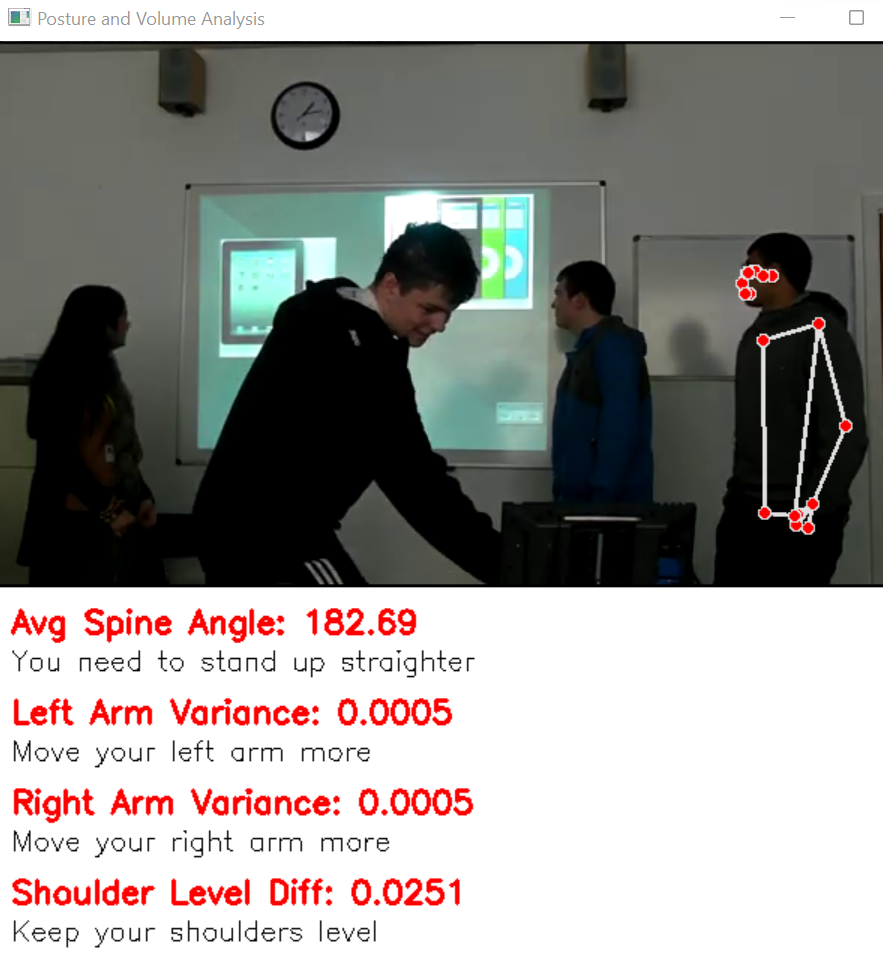 Posture and Volume Analysis
Avg Spine Angle: 182.69
You need to stand up straighter
Left Arm Variance: 0.0005
Move your left arm more
Right Arm Variance: 0.0005
Move your right arm more
Shoulder Level Diff: 0.0251
Keep your shoulders level